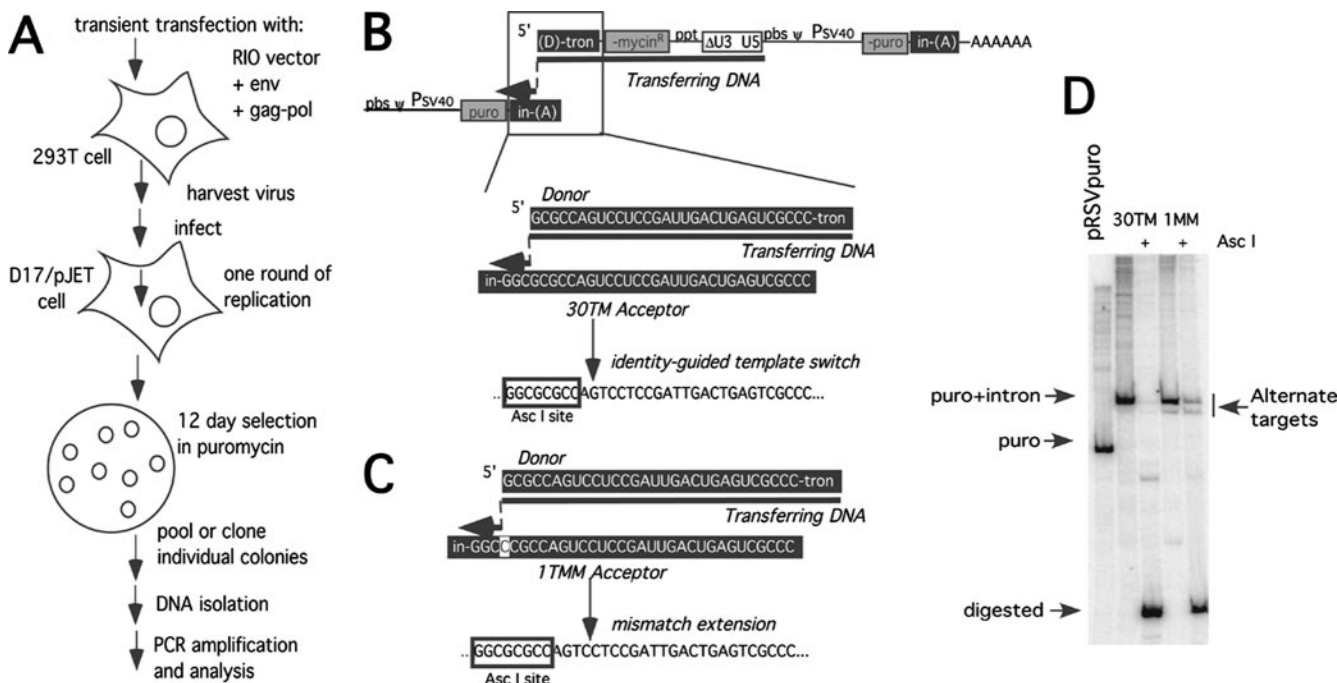 A
transient transfection with:
RIO vector
+ env
+ gag-pol
293T cell
harvest virus
infect
D17/pJET
cell
one round of
replication
12 day selection
in puromycin
pool or clone
individual colonies
DNA isolation
PCR amplification
and analysis
B
5'
(D)-tron
-mycinR
ppt
ΔU3 U5
pbs ψ PSV40
-puro
in-(A)
-AAAAAA
Transferring DNA
pbs ψ PSV40
puro
in-(A)
Donor
5'
GCGCCAGUCCUCCGAUUGACUGAGUCGCCC-tron
Transferring DNA
in-GGCGCGCCAGUCCUCCGAUUGACUGAGUCGCCC
30TM Acceptor
identity-guided template switch
..GGCGCGCCAGTCCTCCGATTGACTGAGTCGCCC...
Asc I site
C
Donor
5'
GCGCCAGUCCUCCGAUUGACUGAGUCGCCC-tron
Transferring DNA
in-GGCCCGCCAGUCCUCCGAUUGACUGAGUCGCCC
1TMM Acceptor
mismatch extension
..GGCGCGCCAGTCCTCCGATTGACTGAGTCGCCC...
Asc I site
D
pRSVpuro
30TM 1MM
+ + Asc I
puro+intron
Alternate
targets
puro
digested